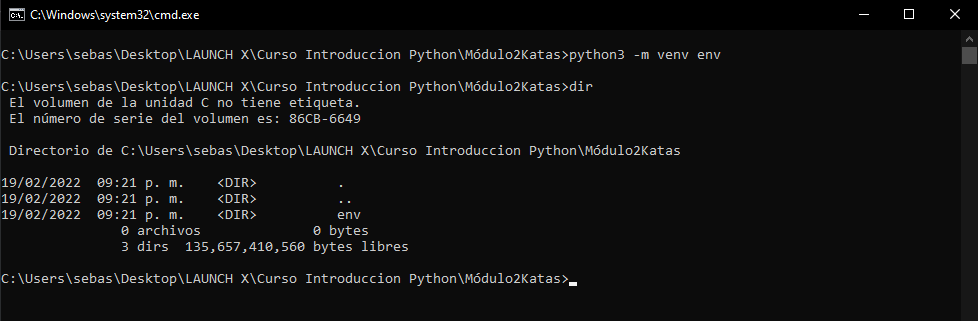 C:\Windows\system32\cmd.exe
C:\Users\sebas\Desktop\LAUNCH X\Curso Introduccion Python\Módulo2Katas>python3 -m venv env
C:\Users\sebas\Desktop\LAUNCH X\Curso Introduccion Python\Módulo2Katas>dir
El volumen de la unidad C no tiene etiqueta.
El número de serie del volumen es: 86CB-6649
Directorio de C:\Users\sebas\Desktop\LAUNCH X\Curso Introduccion Python\Módulo2Katas
19/02/2022  09:21 p. m.    <DIR>          .
19/02/2022  09:21 p. m.    <DIR>          ..
19/02/2022  09:21 p. m.    <DIR>          env
0 archivos              0 bytes
3 dirs  135,657,410,560 bytes libres
C:\Users\sebas\Desktop\LAUNCH X\Curso Introduccion Python\Módulo2Katas>